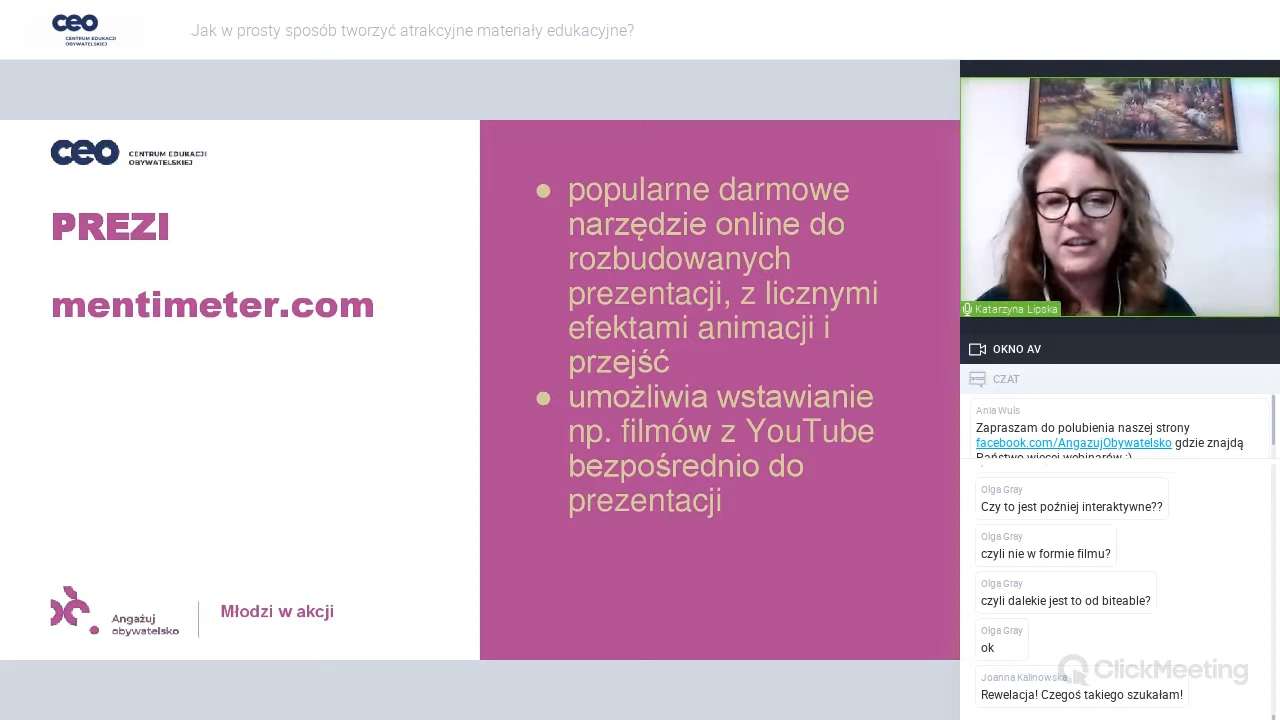 ceo
CENTRUM EDUKACJI
OBYWATELSKIEJ
Jak w prosty sposób tworzyć atrakcyjne materiały edukacyjne?
ceo
CENTRUM EDUKACJI
OBYWATELSKIEJ
PREZI
mentimeter.com
Angażuj
obywatelsko
Młodzi w akcji
● popularne darmowe
narzędzie online do
rozbudowanych
prezentacji, z licznymi
efektami animacji i
przejść
● umożliwia wstawianie
np. filmów z YouTube
bezpośrednio do
prezentacji
Katarzyna Lipska
OKNO AV
CZAT
Ania Wuls
Zapraszam do polubienia naszej strony
facebook.com/AngazujObywatelsko gdzie znajdą
Państwo więcej webinarów :)
Olga Gray
Czy to jest poźniej interaktywne??
Olga Gray
czyli nie w formie filmu?
Olga Gray
czyli dalekie jest to od biteable?
Olga Gray
ok
Joanna Kalinowska
Rewelacja! Czegoś takiego szukałam!
ClickMeeting